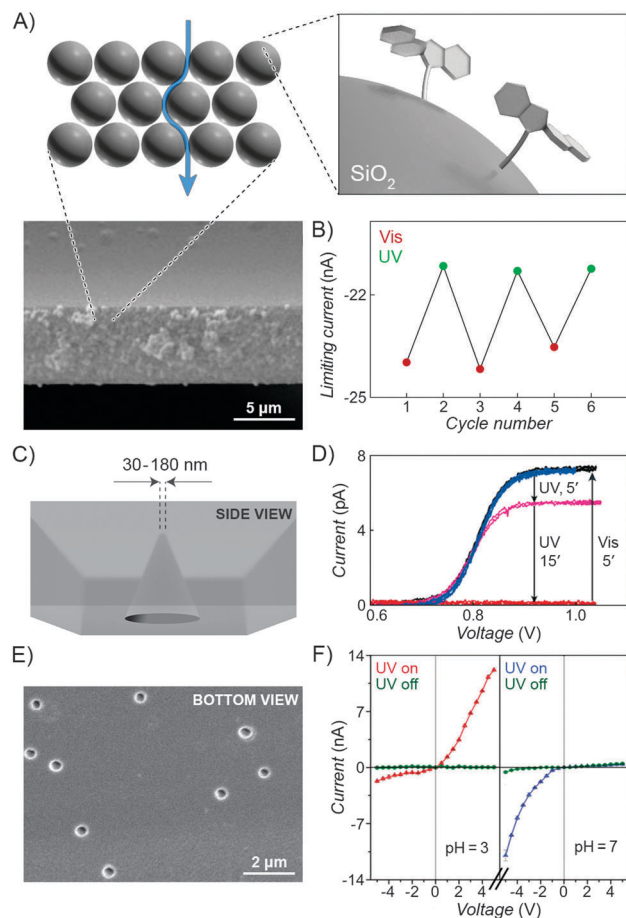 A)
SiO₂
5 µm
B)
Vis
UV
Limiting current (nA)
-22
-25
1 2 3 4 5 6
Cycle number
C)
30-180 nm
SIDE VIEW
D)
Current (pA)
8
4
0
UV, 5′
UV
15′
Vis
5′
0.6 0.8 1.0
Voltage (V)
E)
BOTTOM VIEW
2 µm
F)
Current (nA)
14
7
0
-7
-14
UV on
UV off
UV on
UV off
pH = 3
pH = 7
-4 -2 0 2 4 -4 -2 0 2 4
Voltage (V)